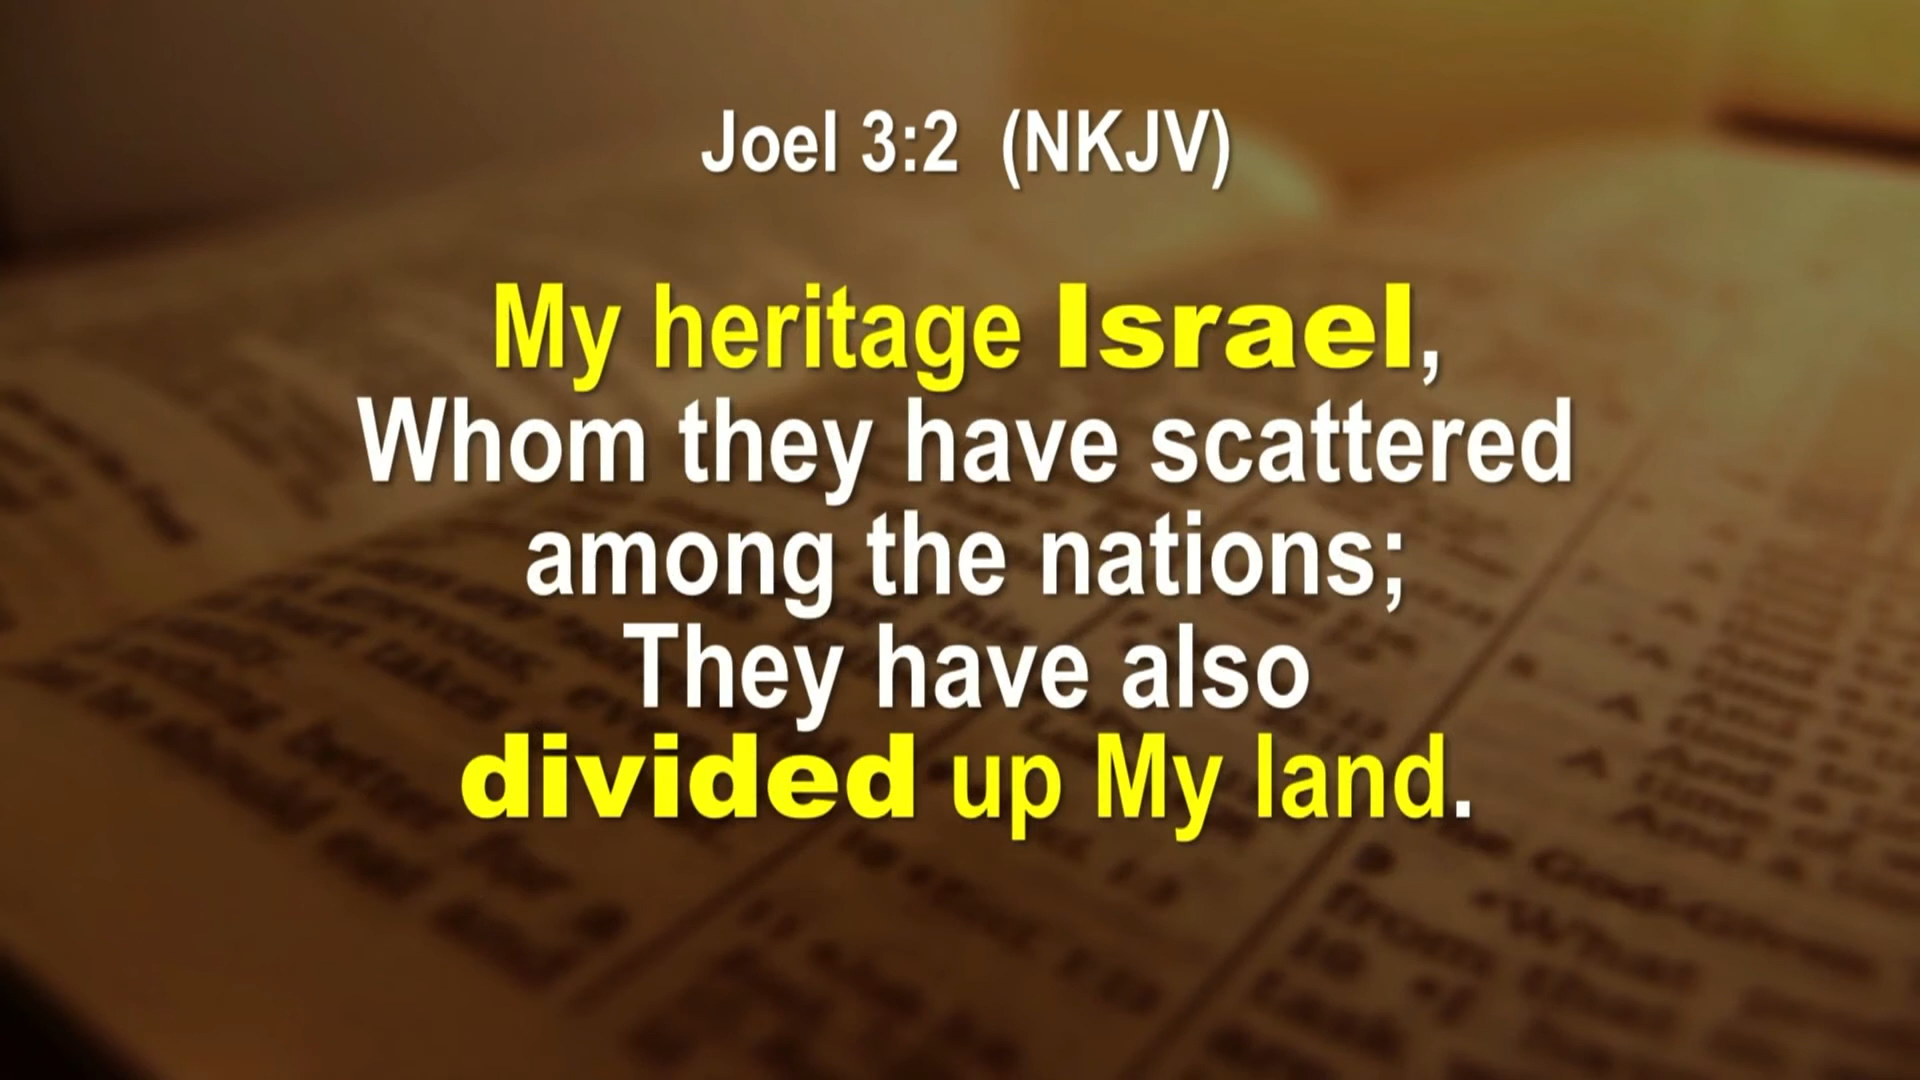 Joel 3:2 (NKJV)
My heritage Israel,
Whom they have scattered
among the nations;
They have also
divided up My land.